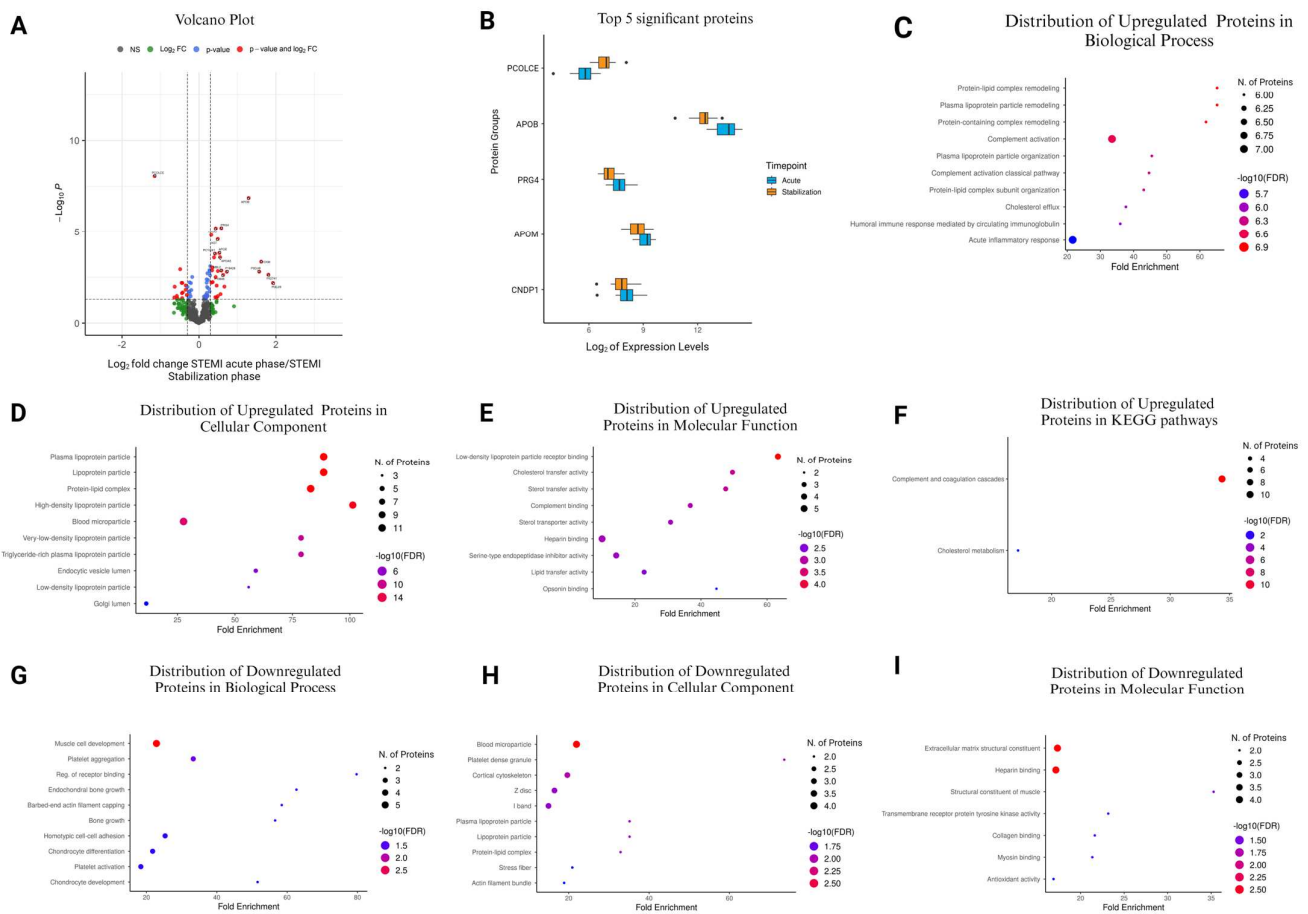 A
Volcano Plot
NS
Log2 FC
p-value
p - value and log2 FC
10
5
0
-Log10 P
PCOLCE
APOB
-2
0
2
Log2 fold change STEMI acute phase/STEMI
Stabilization phase
B
Top 5 significant proteins
Protein Groups
PCOLCE
APOB
PRG4
APOM
CNDP1
6
9
12
Log2 of Expression Levels
Timepoint
Acute
Stabilization
C
Distribution of Upregulated Proteins in
Biological Process
Protein-lipid complex remodeling
Plasma lipoprotein particle remodeling
Protein-containing complex remodeling
Complement activation
Plasma lipoprotein particle organization
Complement activation classical pathway
Protein-lipid complex subunit organization
Cholesterol efflux
Humoral immune response mediated by circulating immunoglobulin
Acute inflammatory response
20
30
40
50
60
Fold Enrichment
N. of Proteins
6.00
6.25
6.50
6.75
7.00
-log10(FDR)
5.7
6.0
6.3
6.6
6.9
D
Distribution of Upregulated Proteins in
Cellular Component
Plasma lipoprotein particle
Lipoprotein particle
Protein-lipid complex
High-density lipoprotein particle
Blood microparticle
Very-low-density lipoprotein particle
Triglyceride-rich plasma lipoprotein particle
Endocytic vesicle lumen
Low-density lipoprotein particle
Golgi lumen
25
50
75
100
Fold Enrichment
N. of Proteins
3
5
7
9
11
-log10(FDR)
6
10
14
E
Distribution of Upregulated
Proteins in Molecular Function
Low-density lipoprotein particle receptor binding
Cholesterol transfer activity
Sterol transfer activity
Complement binding
Sterol transporter activity
Heparin binding
Serine-type endopeptidase inhibitor activity
Lipid transfer activity
Opsonin binding
20
40
60
Fold Enrichment
N. of Proteins
2
3
4
5
-log10(FDR)
2.5
3.0
3.5
4.0
F
Distribution of Upregulated
Proteins in KEGG pathways
Complement and coagulation cascades
Cholesterol metabolism
20
25
30
35
Fold Enrichment
N. of Proteins
4
6
8
10
-log10(FDR)
2
4
6
8
10
G
Distribution of Downregulated
Proteins in Biological Process
Muscle cell development
Platelet aggregation
Reg. of receptor binding
Endochondral bone growth
Barbed-end actin filament capping
Bone growth
Homotypic cell-cell adhesion
Chondrocyte differentiation
Platelet activation
Chondrocyte development
20
40
60
80
Fold Enrichment
N. of Proteins
2
3
4
5
-log10(FDR)
1.5
2.0
2.5
H
Distribution of Downregulated
Proteins in Cellular Component
Blood microparticle
Platelet dense granule
Cortical cytoskeleton
Z disc
I band
Plasma lipoprotein particle
Lipoprotein particle
Protein-lipid complex
Stress fiber
Actin filament bundle
20
40
60
Fold Enrichment
N. of Proteins
2.0
2.5
3.0
3.5
4.0
-log10(FDR)
1.75
2.00
2.25
2.50
I
Distribution of Downregulated
Proteins in Molecular Function
Extracellular matrix structural constituent
Heparin binding
Structural constituent of muscle
Transmembrane receptor protein tyrosine kinase activity
Collagen binding
Myosin binding
Antioxidant activity
20
25
30
35
Fold Enrichment
N. of Proteins
2.0
2.5
3.0
3.5
4.0
-log10(FDR)
1.50
1.75
2.00
2.25
2.50